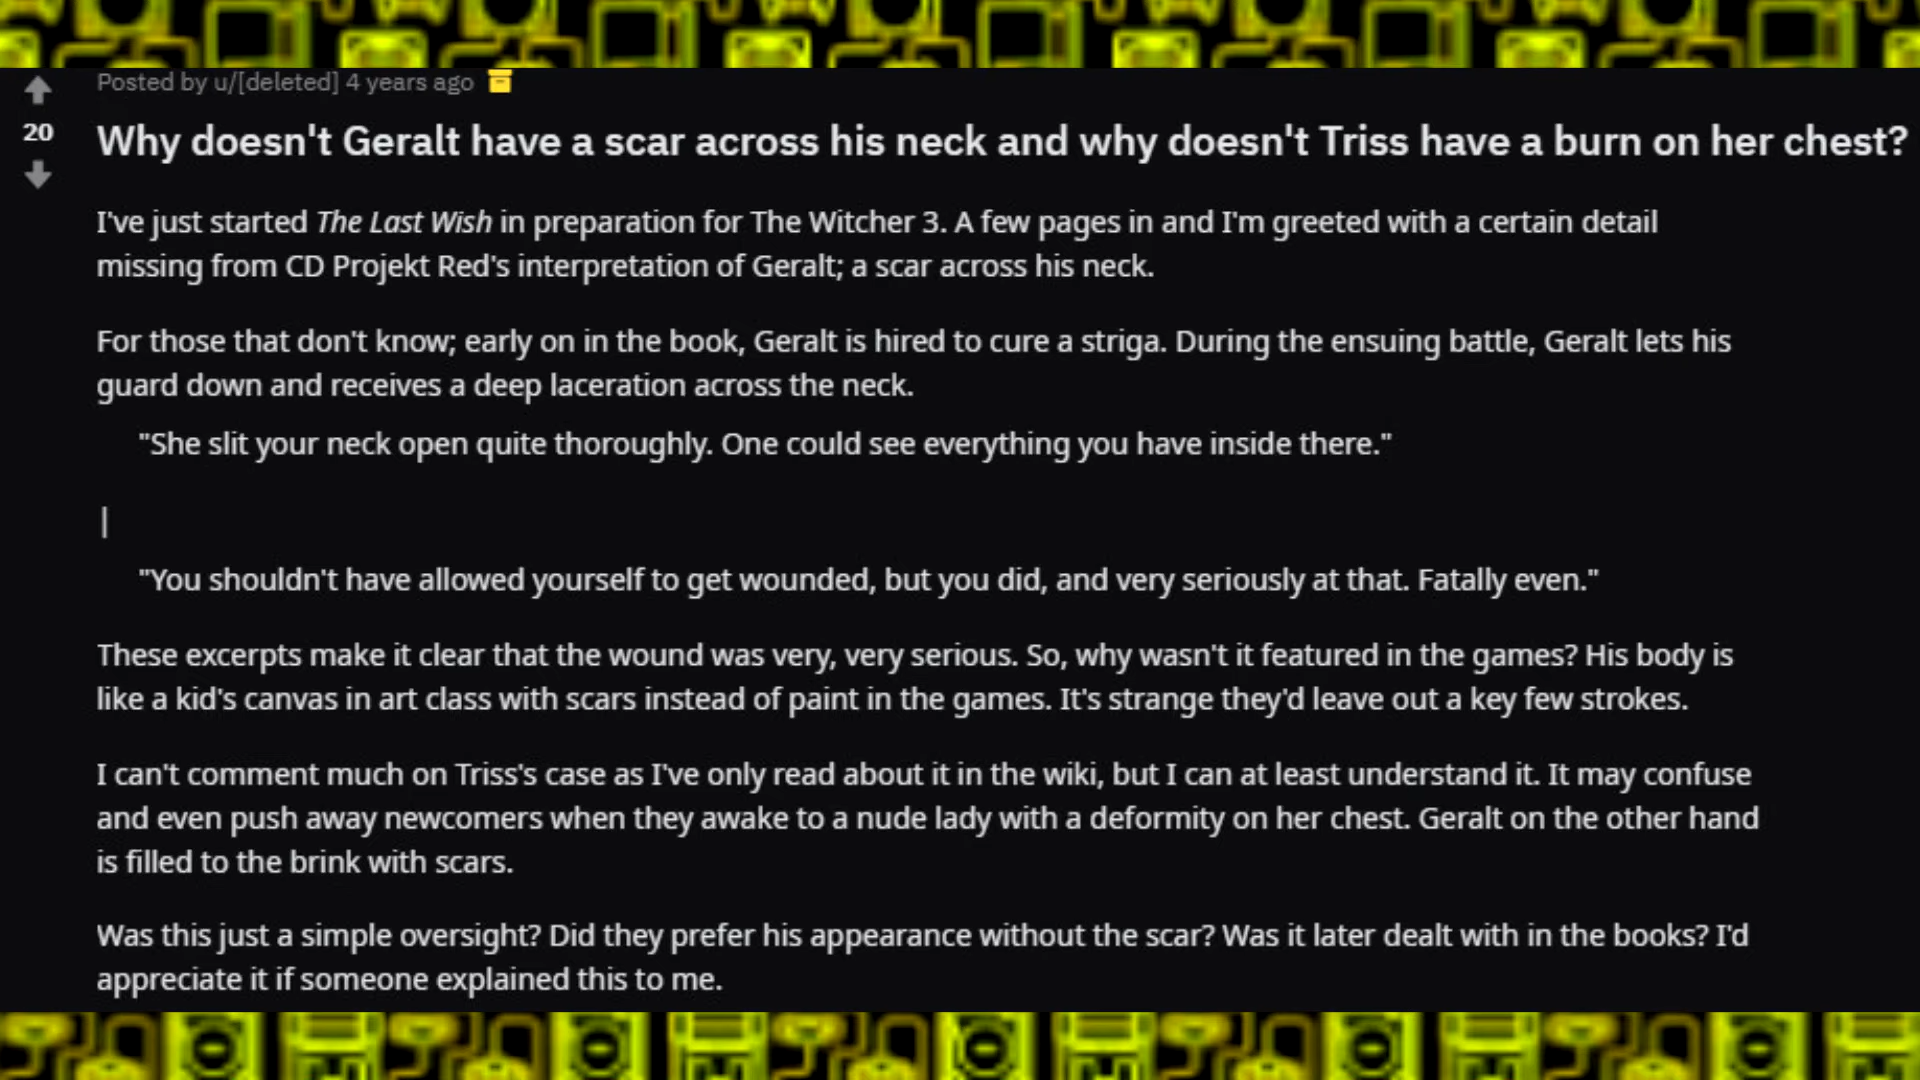 Posted by u/[deleted] 4 years ago
20
Why doesn't Geralt have a scar across his neck and why doesn't Triss have a burn on her chest?
I've just started The Last Wish in preparation for The Witcher 3. A few pages in and I'm greeted with a certain detail
missing from CD Projekt Red's interpretation of Geralt; a scar across his neck.
For those that don't know; early on in the book, Geralt is hired to cure a striga. During the ensuing battle, Geralt lets his
guard down and receives a deep laceration across the neck.
"She slit your neck open quite thoroughly. One could see everything you have inside there."
|
"You shouldn't have allowed yourself to get wounded, but you did, and very seriously at that. Fatally even."
These excerpts make it clear that the wound was very, very serious. So, why wasn't it featured in the games? His body is
like a kid's canvas in art class with scars instead of paint in the games. It's strange they'd leave out a key few strokes.
I can't comment much on Triss's case as I've only read about it in the wiki, but I can at least understand it. It may confuse
and even push away newcomers when they awake to a nude lady with a deformity on her chest. Geralt on the other hand
is filled to the brink with scars.
Was this just a simple oversight? Did they prefer his appearance without the scar? Was it later dealt with in the books? I'd
appreciate it if someone explained this to me.